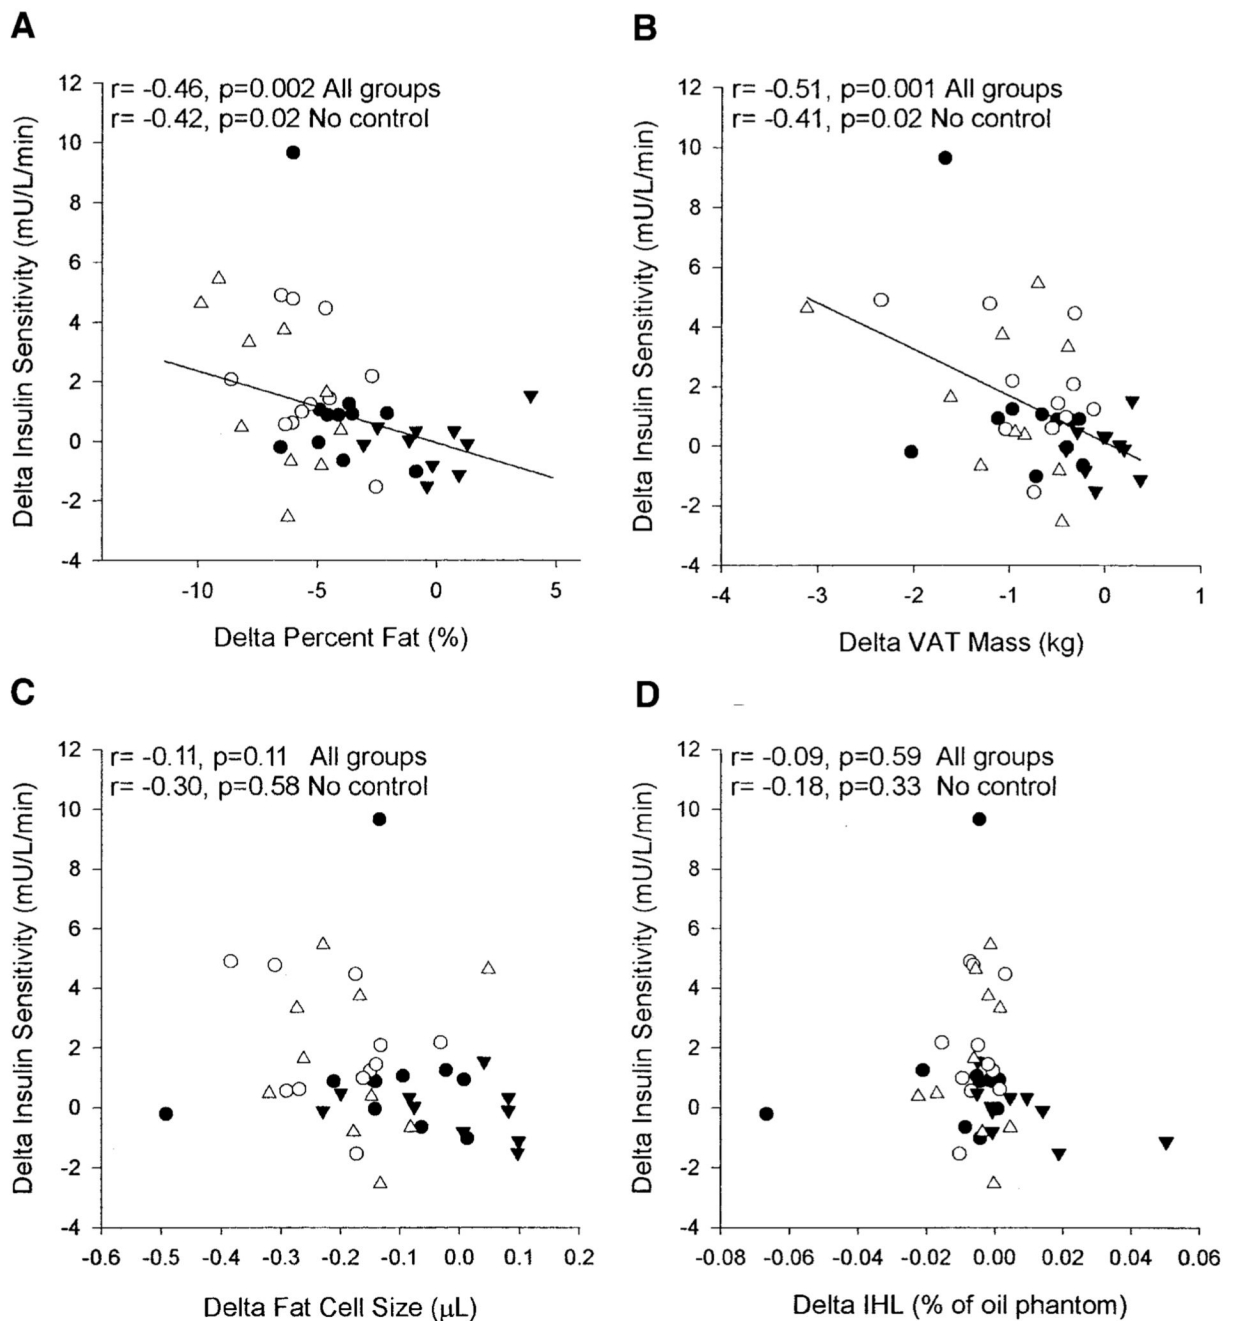 A
r= -0.46, p=0.002 All groups
r= -0.42, p=0.02 No control
Delta Insulin Sensitivity (mU/L/min)
12
10
8
6
4
2
0
-2
-4
-10 -5 0 5
Delta Percent Fat (%)
B
r= -0.51, p=0.001 All groups
r= -0.41, p=0.02 No control
Delta Insulin Sensitivity (mU/L/min)
12
10
8
6
4
2
0
-2
-4
-4 -3 -2 -1 0 1
Delta VAT Mass (kg)
C
r= -0.11, p=0.11 All groups
r= -0.30, p=0.58 No control
Delta Insulin Sensitivity (mU/L/min)
12
10
8
6
4
2
0
-2
-4
-0.6 -0.5 -0.4 -0.3 -0.2 -0.1 0.0 0.1 0.2
Delta Fat Cell Size (μL)
D
r= -0.09, p=0.59 All groups
r= -0.18, p=0.33 No control
Delta Insulin Sensitivity (mU/L/min)
12
10
8
6
4
2
0
-2
-4
-0.08 -0.06 -0.04 -0.02 0.00 0.02 0.04 0.06
Delta IHL (% of oil phantom)